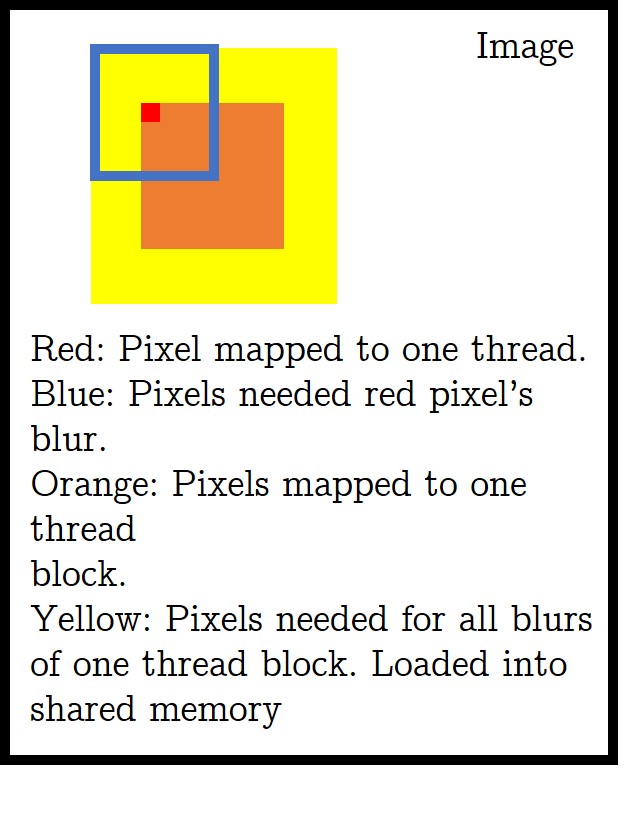 Image
Red: Pixel mapped to one thread.
Blue: Pixels needed red pixel’s
blur.
Orange: Pixels mapped to one
thread
block.
Yellow: Pixels needed for all blurs
of one thread block. Loaded into
shared memory